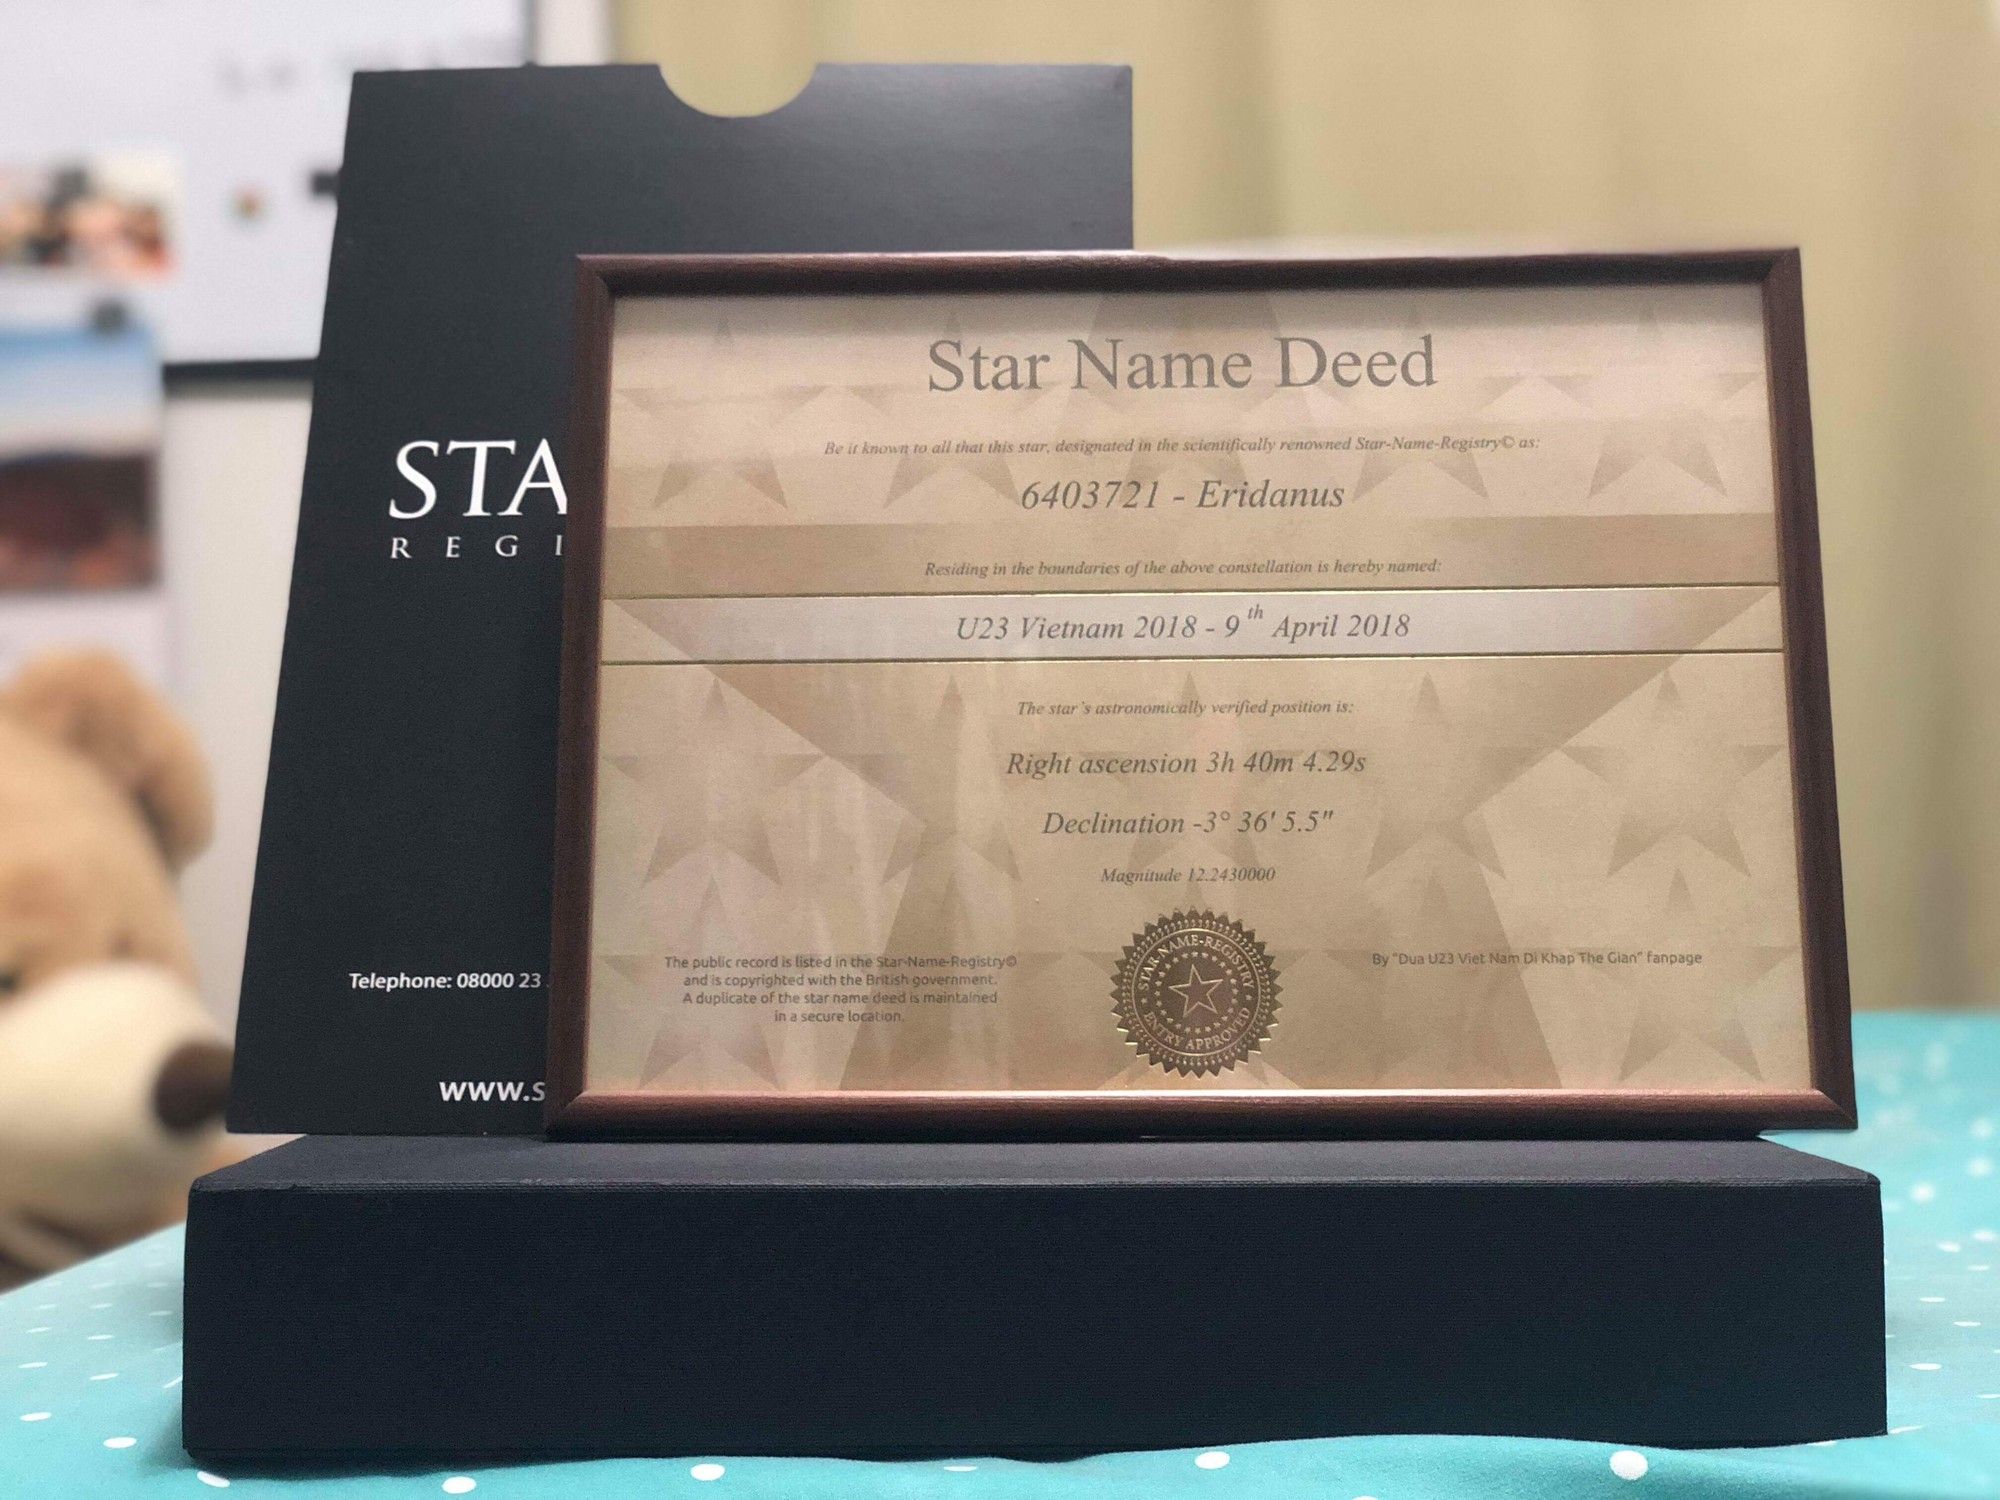 STA
REGI
Telephone: 08000 23
www.s
Star Name Deed
Be it known to all that this star, designated in the scientifically renowned Star-Name-Registry© as:
6403721 - Eridanus
Residing in the boundaries of the above constellation is hereby named:
U23 Vietnam 2018 - 9th April 2018
The star's astronomically verified position is:
Right ascension 3h 40m 4.29s
Declination -3° 36' 5.5"
Magnitude 12.2430000
The public record is listed in the Star-Name-Registry©
and is copyrighted with the British government.
A duplicate of the star name deed is maintained
in a secure location.
STAR-NAME-REGISTRY
ENTRY APPROVED
By "Dua U23 Viet Nam Di Khap The Gian" fanpage